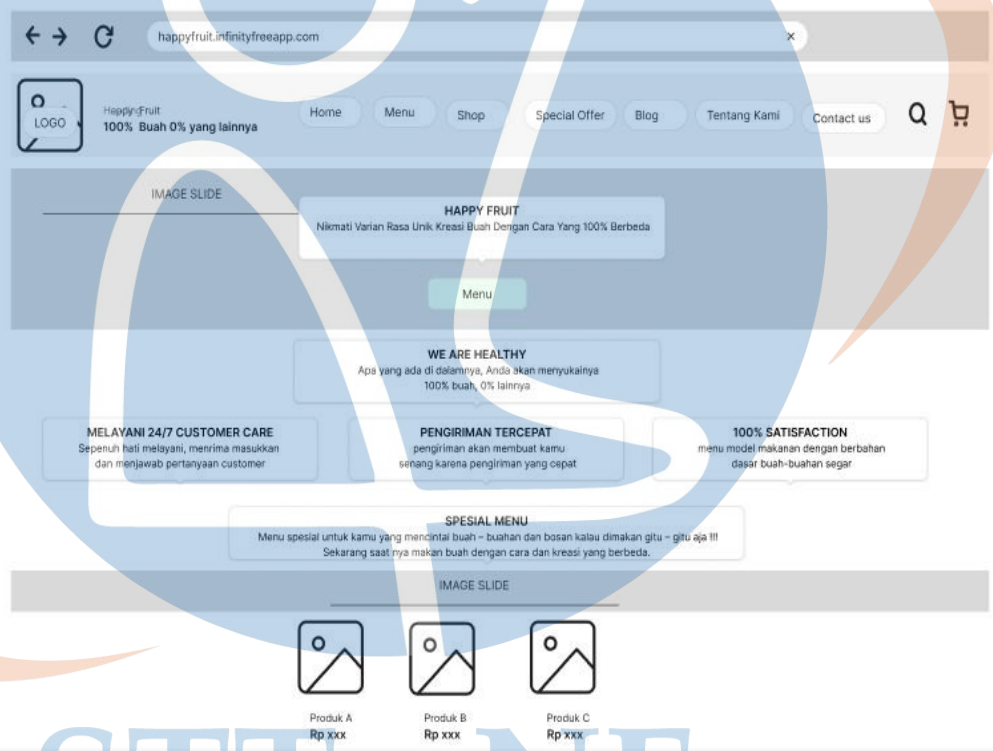 happyfruit.infinityfreeapp.com ×
LOGO
HappyingFruit
100% Buah 0% yang lainnya
Home Menu Shop Special Offer Blog Tentang Kami Contact us
IMAGE SLIDE
HAPPY FRUIT
Nikmati Varian Rasa Unik Kreasi Buah Dengan Cara Yang 100% Berbeda
Menu
WE ARE HEALTHY
Apa yang ada di dalamnya, Anda akan menyukainya
100% buah, 0% lainnya
MELAYANI 24/7 CUSTOMER CARE
Sepenuh hati melayani, menrima masukkan
dan menjawab pertanyaan customer
PENGIRIMAN TERCEPAT
pengiriman akan membuat kamu
senang karena pengiriman yang cepat
100% SATISFACTION
menu model makanan dengan berbahan
dasar buah-buahan segar
SPESIAL MENU
Menu spesial untuk kamu yang mencintai buah – buahan dan bosan kalau dimakan gitu – gitu aja !!!
Sekarang saat nya makan buah dengan cara dan kreasi yang berbeda.
IMAGE SLIDE
Produk A
Rp xxx
Produk B
Rp xxx
Produk C
Rp xxx